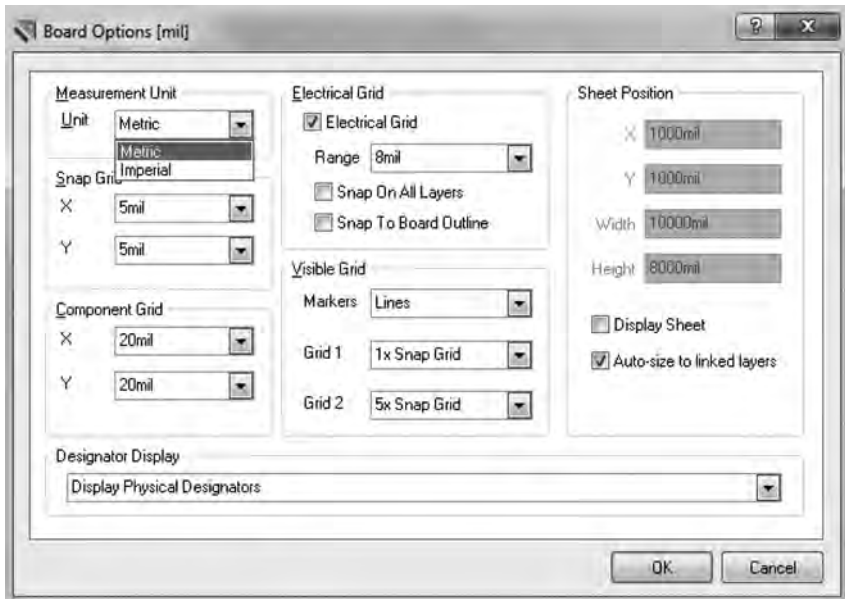 Board Options [mil]
Measurement Unit
Unit Metric
Metric
Imperial
Snap Grid
X 5mil
Y 5mil
Component Grid
X 20mil
Y 20mil
Electrical Grid
Electrical Grid
Range 8mil
Snap On All Layers
Snap To Board Outline
Visible Grid
Markers Lines
Grid 1 1x Snap Grid
Grid 2 5x Snap Grid
Sheet Position
X 1000mil
Y 1000mil
Width 10000mil
Height 8000mil
Display Sheet
Auto-size to linked layers
Designator Display
Display Physical Designators
OK Cancel